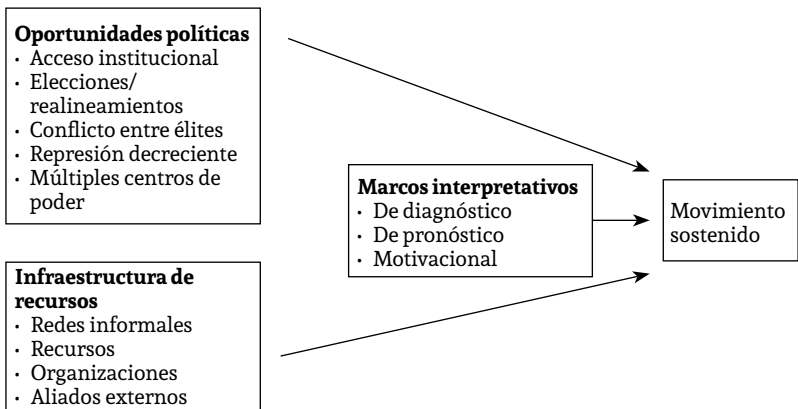 Oportunidades políticas
• Acceso institucional
• Elecciones/
realineamientos
• Conflicto entre élites
• Represión decreciente
• Múltiples centros de
poder
Infraestructura de
recursos
• Redes informales
• Recursos
• Organizaciones
• Aliados externos
Marcos interpretativos
• De diagnóstico
• De pronóstico
• Motivacional
Movimiento
sostenido